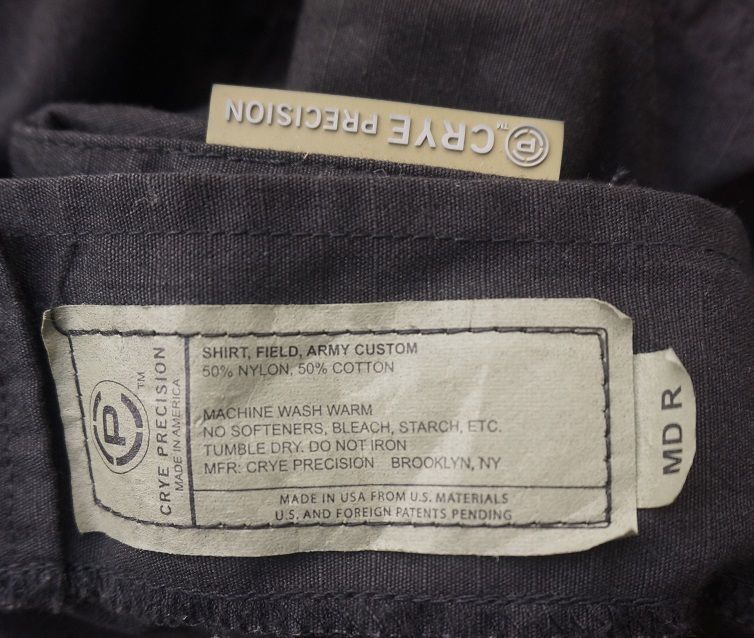 CRYE PRECISION™
CRYE PRECISION™
MADE IN AMERICA
SHIRT, FIELD, ARMY CUSTOM
50% NYLON, 50% COTTON
MACHINE WASH WARM
NO SOFTENERS, BLEACH, STARCH, ETC.
TUMBLE DRY. DO NOT IRON
MFR: CRYE PRECISION BROOKLYN, NY
MADE IN USA FROM U.S. MATERIALS
U.S. AND FOREIGN PATENTS PENDING
MD R